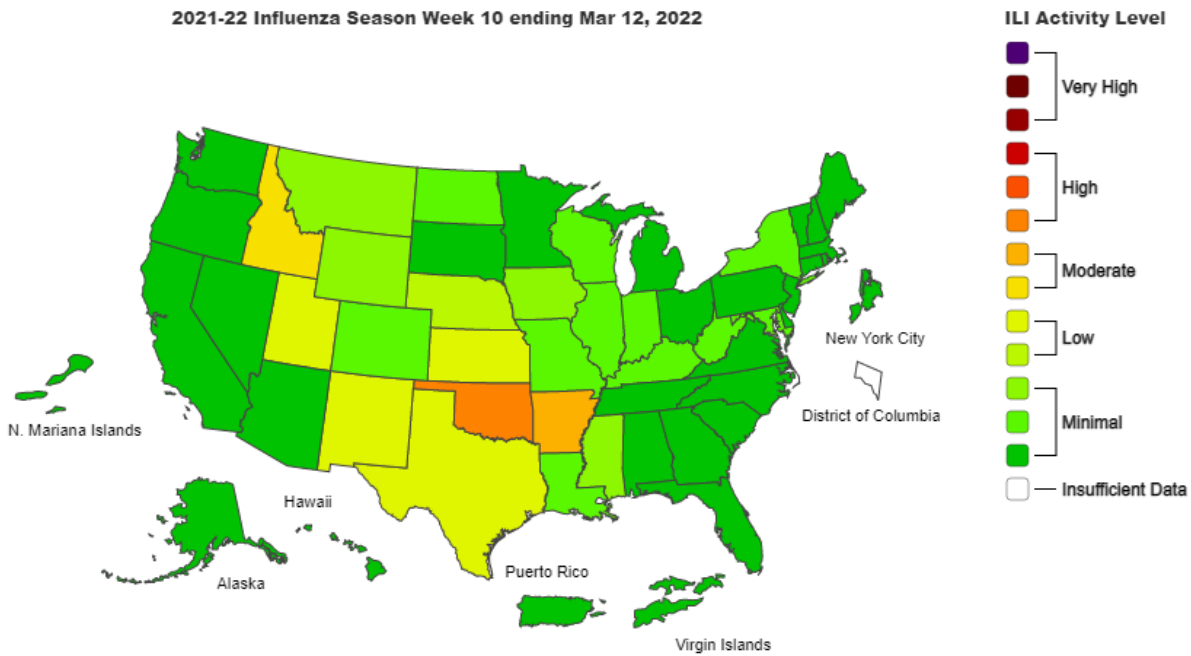 2021-22 Influenza Season Week 10 ending Mar 12, 2022
ILI Activity Level
Very High
High
Moderate
Low
Minimal
Insufficient Data
New York City
District of Columbia
N. Mariana Islands
Hawaii
Alaska
Puerto Rico
Virgin Islands